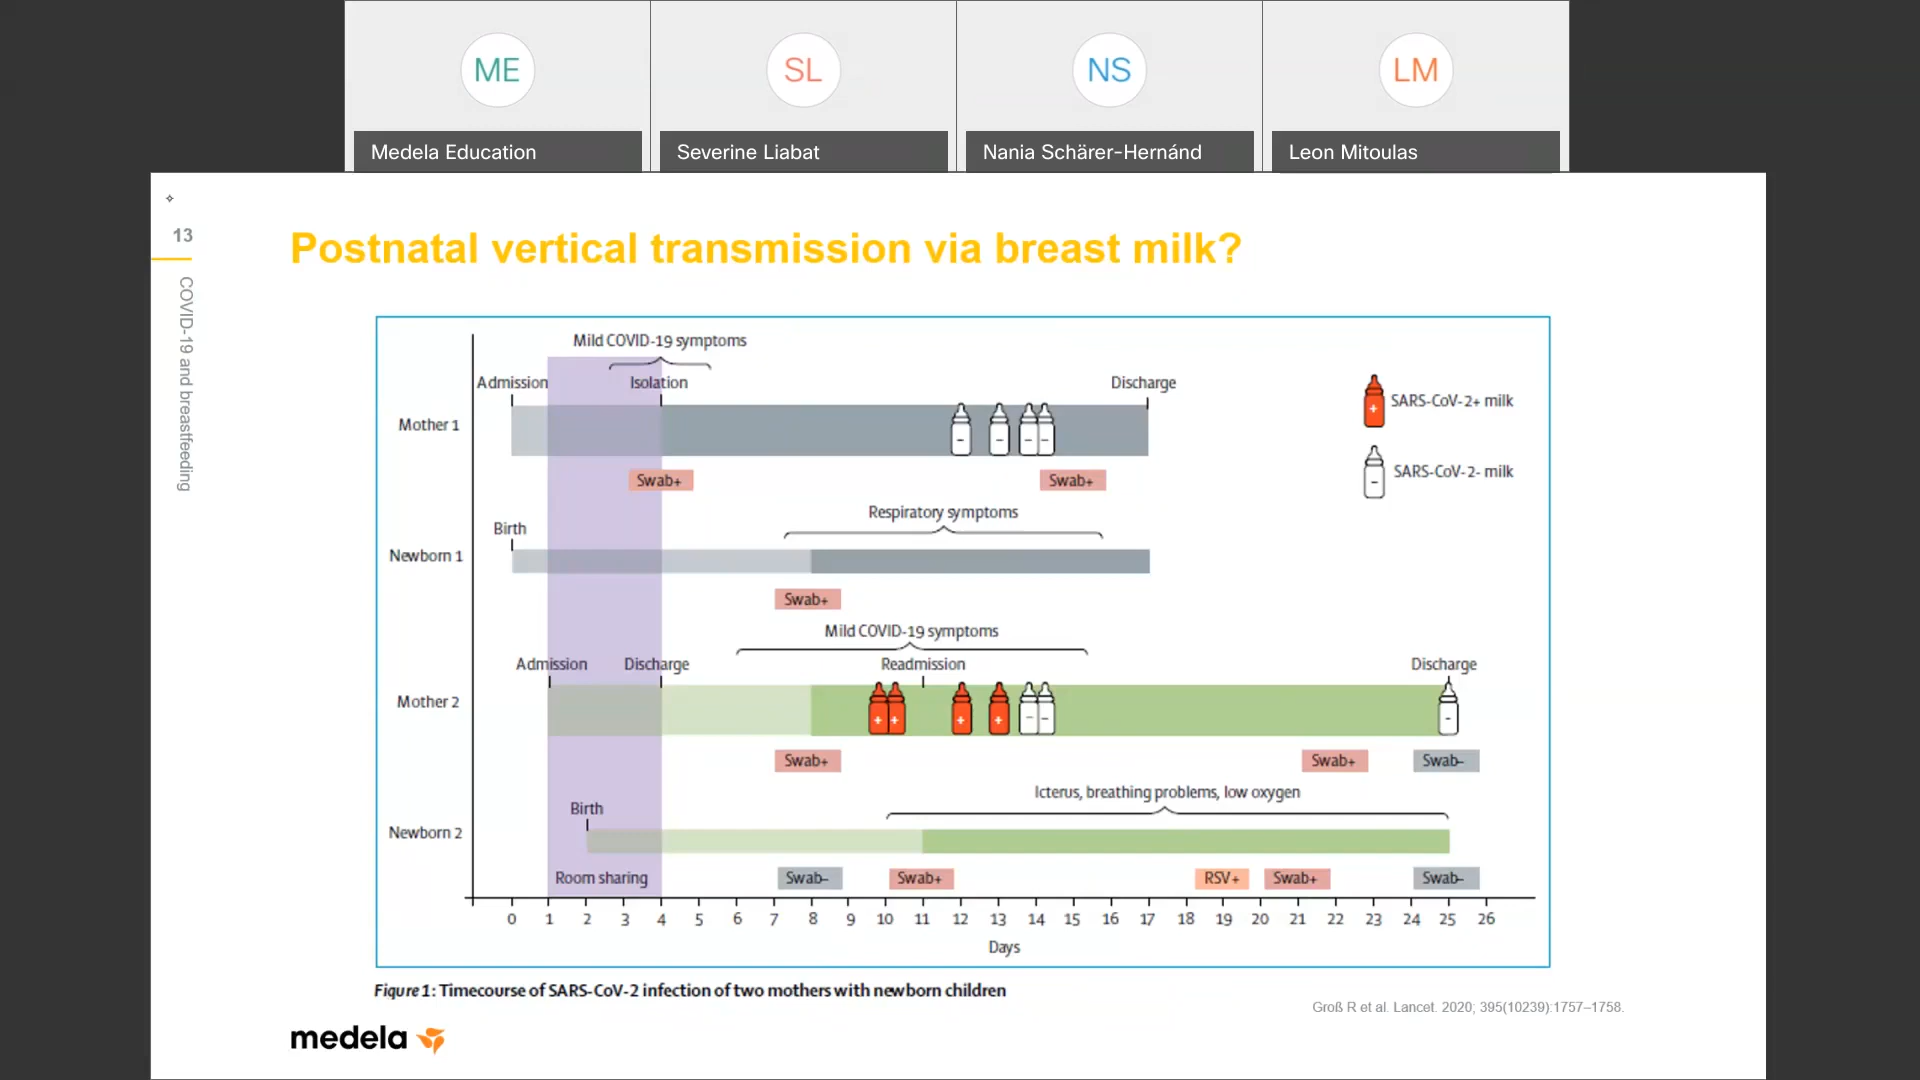 ME
SL
NS
LM
Medela Education
Severine Liabat
Nania Schärer-Hernánd
Leon Mitoulas
13
COVID-19 and breastfeeding
Postnatal vertical transmission via breast milk?
Mild COVID-19 symptoms
Admission
Isolation
Discharge
Mother 1
- - - -
+ SARS-CoV-2+ milk
- SARS-CoV-2- milk
Swab+
Swab+
Respiratory symptoms
Birth
Newborn 1
Swab+
Mild COVID-19 symptoms
Admission
Discharge
Readmission
Discharge
Mother 2
+ + + + - - -
Swab+
Swab+
Swab-
Icterus, breathing problems, low oxygen
Birth
Newborn 2
Room sharing
Swab-
Swab+
RSV+
Swab+
Swab-
0 1 2 3 4 5 6 7 8 9 10 11 12 13 14 15 16 17 18 19 20 21 22 23 24 25 26
Days
Figure 1: Timecourse of SARS-CoV-2 infection of two mothers with newborn children
Groß R et al. Lancet. 2020; 395(10239):1757–1758.
medela